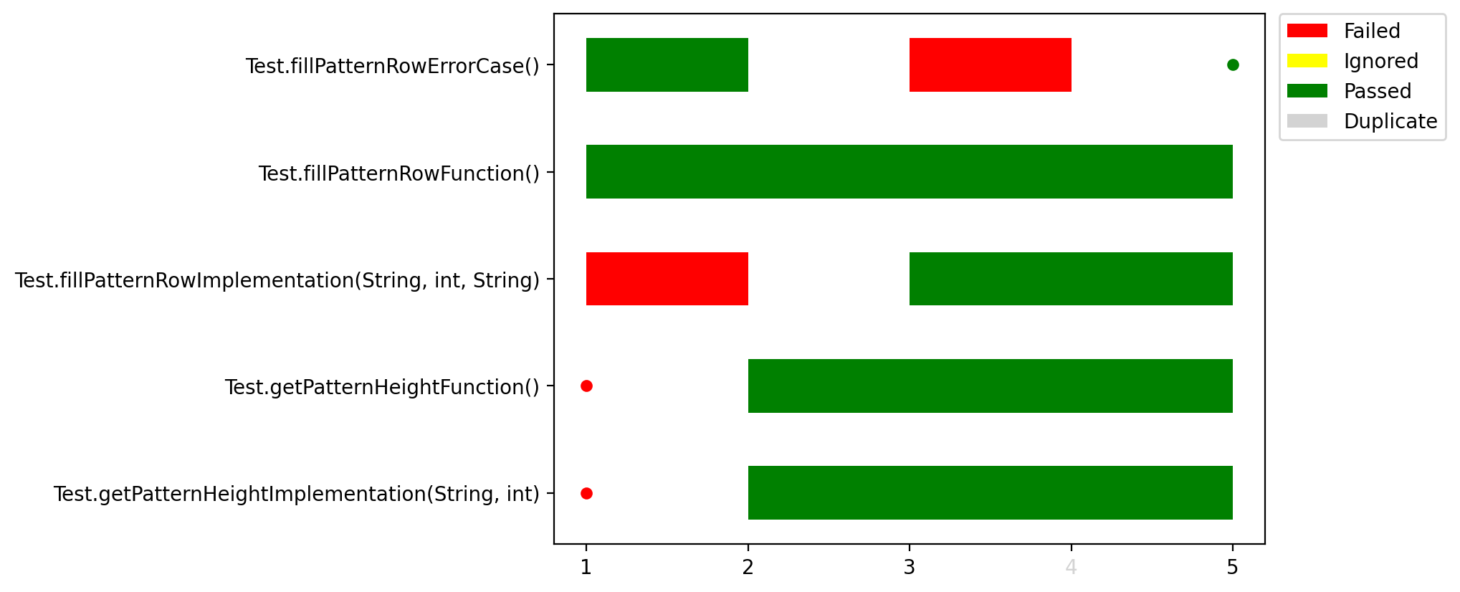 Test.fillPatternRowErrorCase()
Test.fillPatternRowFunction()
Test.fillPatternRowImplementation(String, int, String)
Test.getPatternHeightFunction()
Test.getPatternHeightImplementation(String, int)
1 2 3 4 5
Failed
Ignored
Passed
Duplicate